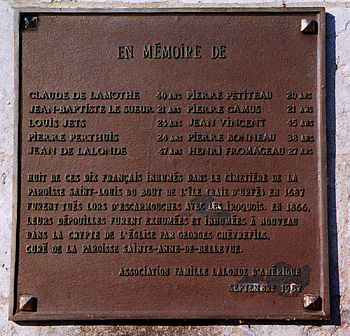 EN MÉMOIRE DE
CLAUDE DE LAMOTHE 40 ANS PIERRE PETITEAU 20 ANS
JEAN-BAPTISTE LE SUEUR 21 ANS PIERRE CAMUS 21 ANS
LOUIS JETS 24 ANS JEAN VINCENT 45 ANS
PIERRE PERTHUIS 24 ANS PIERRE BONNEAU 38 ANS
JEAN DE LALONDE 47 ANS HENRI FROMAGEAU 27 ANS
HUIT DE CES DIX FRANÇAIS INHUMÉS DANS LE CIMETIÈRE DE LA
PAROISSE SAINT-LOUIS DU BOUT DE L'ÎLE (BAIE D'URFÉ) EN 1687
FURENT TUÉS LORS D'ESCARMOUCHES AVEC LES IROQUOIS. EN 1866,
LEURS DÉPOUILLES FURENT EXHUMÉES ET INHUMÉES À NOUVEAU
DANS LA CRYPTE DE L'ÉGLISE PAR GEORGES CHÈVREFILS,
CURÉ DE LA PAROISSE SAINTE-ANNE-DE-BELLEVUE.
ASSOCIATION FAMILLE LALONDE D'AMÉRIQUE
SEPTEMBRE 1987